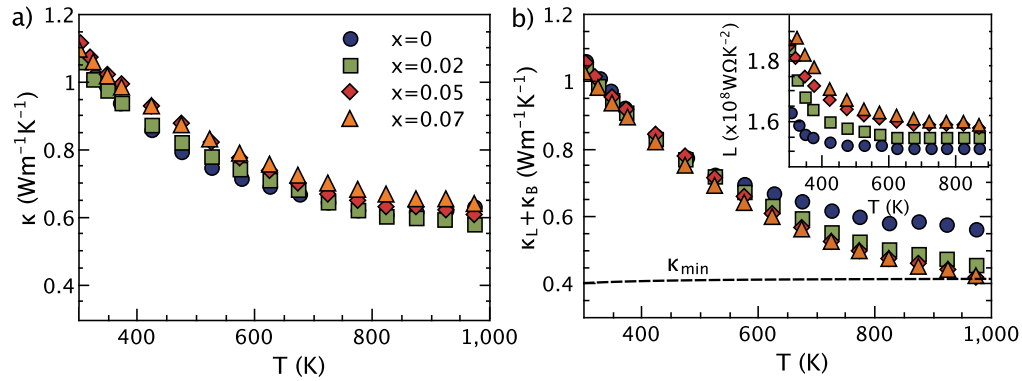 a)
κ (Wm⁻¹K⁻¹)
1.2
1
0.8
0.6
0.4
400
600
800
1,000
T (K)
x=0
x=0.02
x=0.05
x=0.07
b)
κL+κB (Wm⁻¹K⁻¹)
1.2
1
0.8
0.6
0.4
400
600
800
1,000
T (K)
κmin
L (x10⁸WΩK⁻²)
1.8
1.6
400
600
800
T (K)